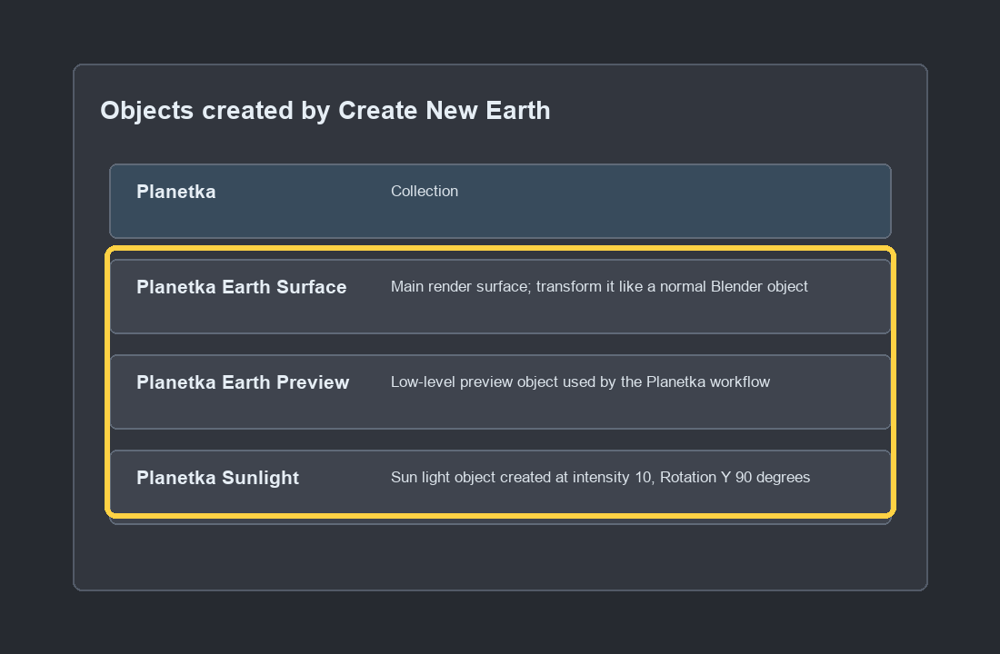 Objects created by Create New Earth
Planetka Collection
Planetka Earth Surface Main render surface; transform it like a normal Blender object
Planetka Earth Preview Low-level preview object used by the Planetka workflow
Planetka Sunlight Sun light object created at intensity 10, Rotation Y 90 degrees